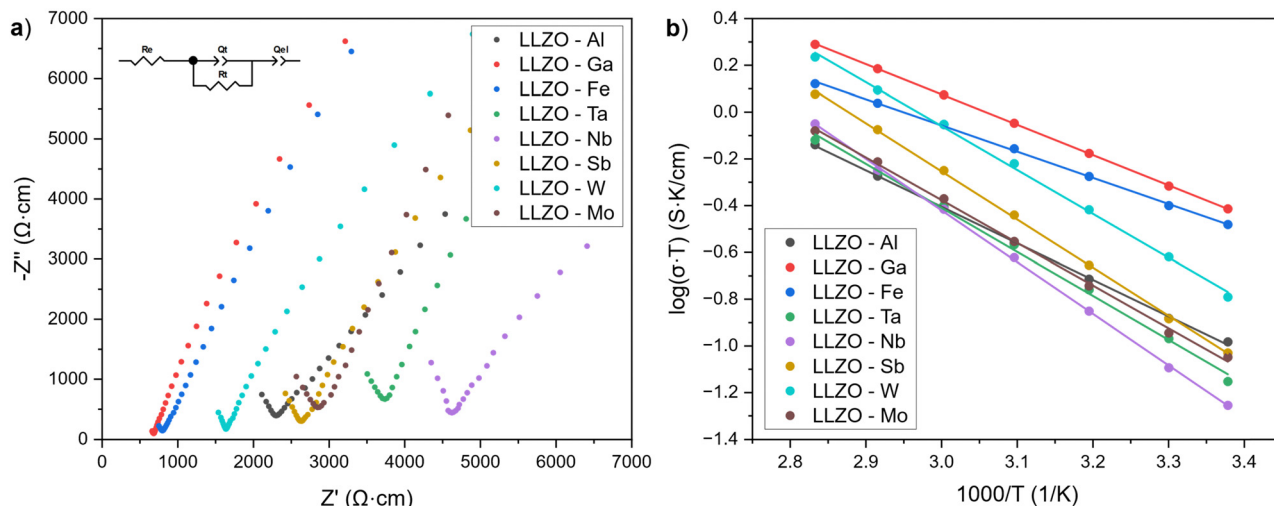 a)
7000
6000
5000
4000
3000
2000
1000
0
-Z'' (Ω·cm)
0 1000 2000 3000 4000 5000 6000 7000
Z' (Ω·cm)
Re
Qt
Qel
Rt
LLZO - Al
LLZO - Ga
LLZO - Fe
LLZO - Ta
LLZO - Nb
LLZO - Sb
LLZO - W
LLZO - Mo
b)
0.4
0.2
0.0
−0.2
−0.4
−0.6
−0.8
−1.0
−1.2
−1.4
log(σ·T) (S·K/cm)
2.8 2.9 3.0 3.1 3.2 3.3 3.4
1000/T (1/K)
LLZO - Al
LLZO - Ga
LLZO - Fe
LLZO - Ta
LLZO - Nb
LLZO - Sb
LLZO - W
LLZO - Mo